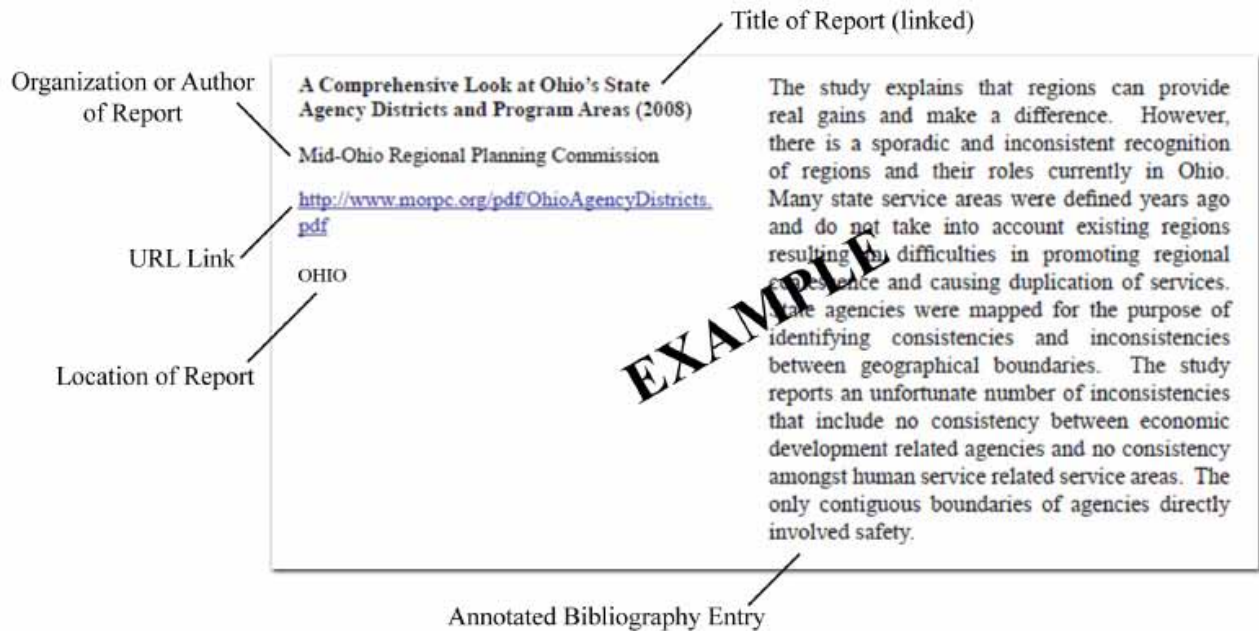 Title of Report (linked)
Organization or Author
of Report
A Comprehensive Look at Ohio's State
Agency Districts and Program Areas (2008)
Mid-Ohio Regional Planning Commission
http://www.morpc.org/pdf/OhioAgencyDistricts.
pdf
URL Link
OHIO
Location of Report
The study explains that regions can provide
real gains and make a difference. However,
there is a sporadic and inconsistent recognition
of regions and their roles currently in Ohio.
Many state service areas were defined years ago
and do not take into account existing regions
resulting in difficulties in promoting regional
and causing duplication of services.
State agencies were mapped for the purpose of
identifying consistencies and inconsistencies
between geographical boundaries. The study
reports an unfortunate number of inconsistencies
that include no consistency between economic
development related agencies and no consistency
amongst human service related service areas. The
only contiguous boundaries of agencies directly
involved safety.
EXAMPLE
Annotated Bibliography Entry